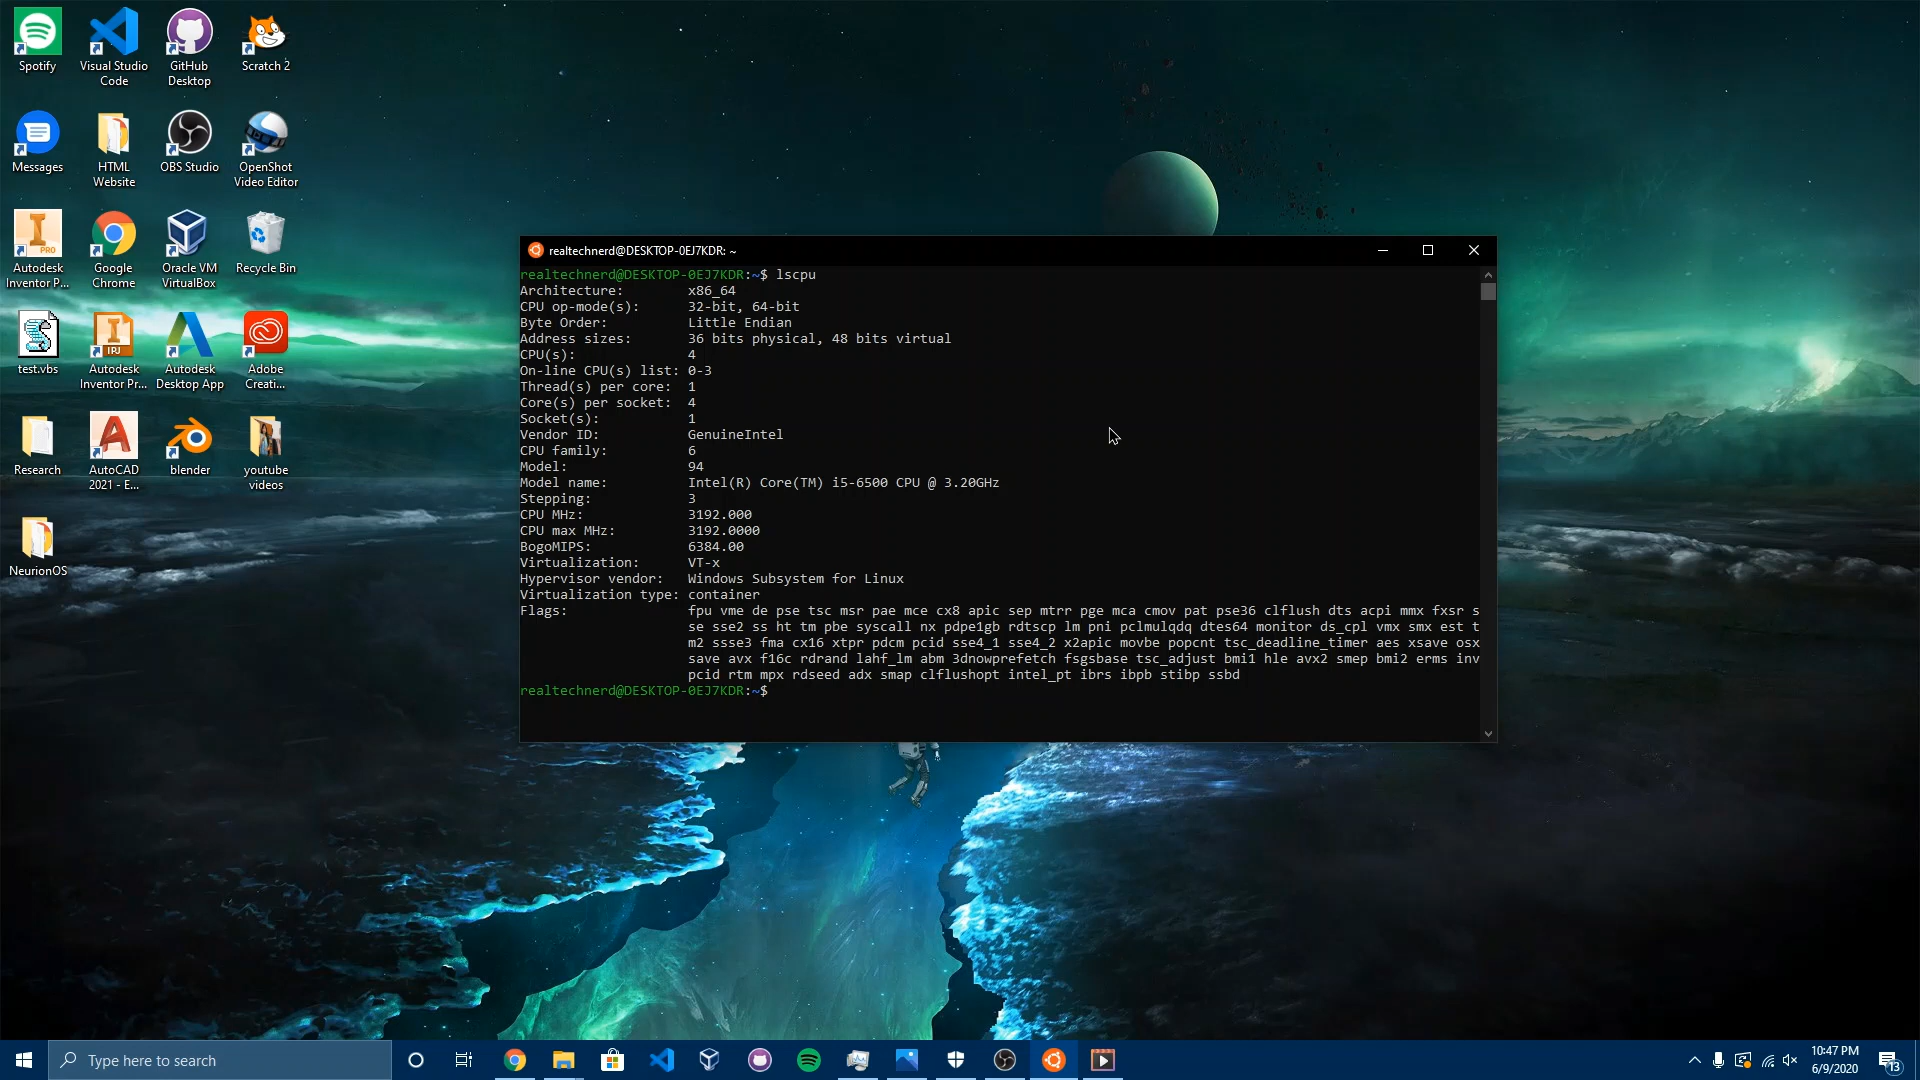 Spotify
Visual Studio
Code
GitHub
Desktop
Scratch 2
Messages
HTML
Website
OBS Studio
OpenShot
Video Editor
Autodesk
Inventor P...
PRO
Google
Chrome
Oracle VM
VirtualBox
Recycle Bin
test.vbs
IPJ
Autodesk
Inventor Pr...
Autodesk
Desktop App
Adobe
Creati...
Research
AutoCAD
2021 - E...
blender
youtube
videos
NeurionOS
realtechnerd@DESKTOP-0EJ7KDR: ~
realtechnerd@DESKTOP-0EJ7KDR:~$ lscpu
Architecture: x86_64
CPU op-mode(s): 32-bit, 64-bit
Byte Order: Little Endian
Address sizes: 36 bits physical, 48 bits virtual
CPU(s): 4
On-line CPU(s) list: 0-3
Thread(s) per core: 1
Core(s) per socket: 4
Socket(s): 1
Vendor ID: GenuineIntel
CPU family: 6
Model: 94
Model name: Intel(R) Core(TM) i5-6500 CPU @ 3.20GHz
Stepping: 3
CPU MHz: 3192.000
CPU max MHz: 3192.0000
BogoMIPS: 6384.00
Virtualization: VT-x
Hypervisor vendor: Windows Subsystem for Linux
Virtualization type: container
Flags: fpu vme de pse tsc msr pae mce cx8 apic sep mtrr pge mca cmov pat pse36 clflush dts acpi mmx fxsr s
se sse2 ss ht tm pbe syscall nx pdpe1gb rdtscp lm pni pclmulqdq dtes64 monitor ds_cpl vmx smx est t
m2 ssse3 fma cx16 xtpr pdcm pcid sse4_1 sse4_2 x2apic movbe popcnt tsc_deadline_timer aes xsave osx
save avx f16c rdrand lahf_lm abm 3dnowprefetch fsgsbase tsc_adjust bmi1 hle avx2 smep bmi2 erms inv
pcid rtm mpx rdseed adx smap clflushopt intel_pt ibrs ibpb stibp ssbd
realtechnerd@DESKTOP-0EJ7KDR:~$
Type here to search
10:47 PM
6/9/2020
13